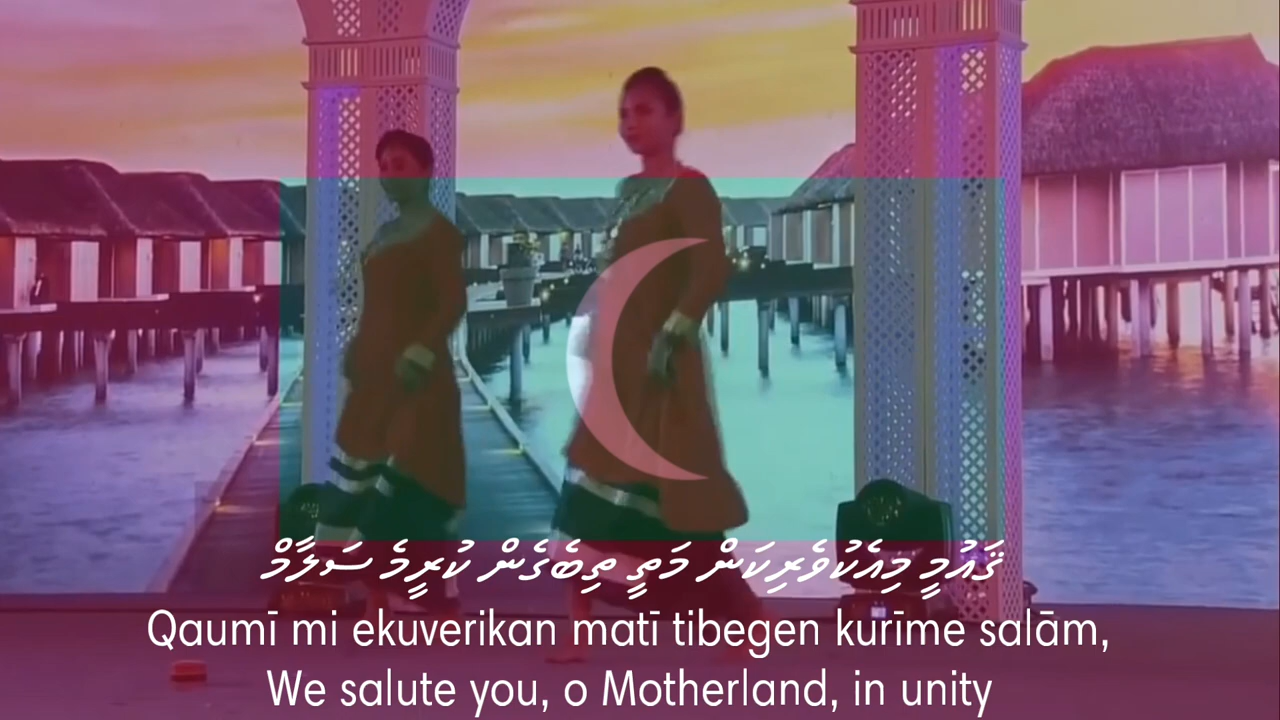 ޤައުމީ މިއެކުވެރިކަން މަތީ ތިބެގެން ކުރީމެ ސަލާމް
Qaumī mi ekuverikan matī tibegen kurīme salām,
We salute you, o Motherland, in unity